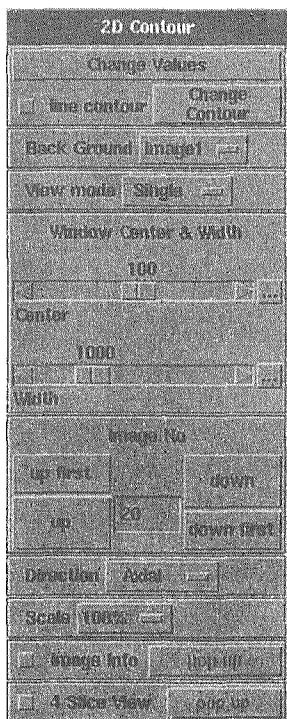 2D Contour
Change Values
line contour
Change
Contour
Back Ground Image1
View mode Single
Window Center & Width
100
...
Center
1000
...
Width
Image No
up first
down
up
20
down first
Direction Axial
Scale 100%
Image Info pop up
4 Slice View pop up